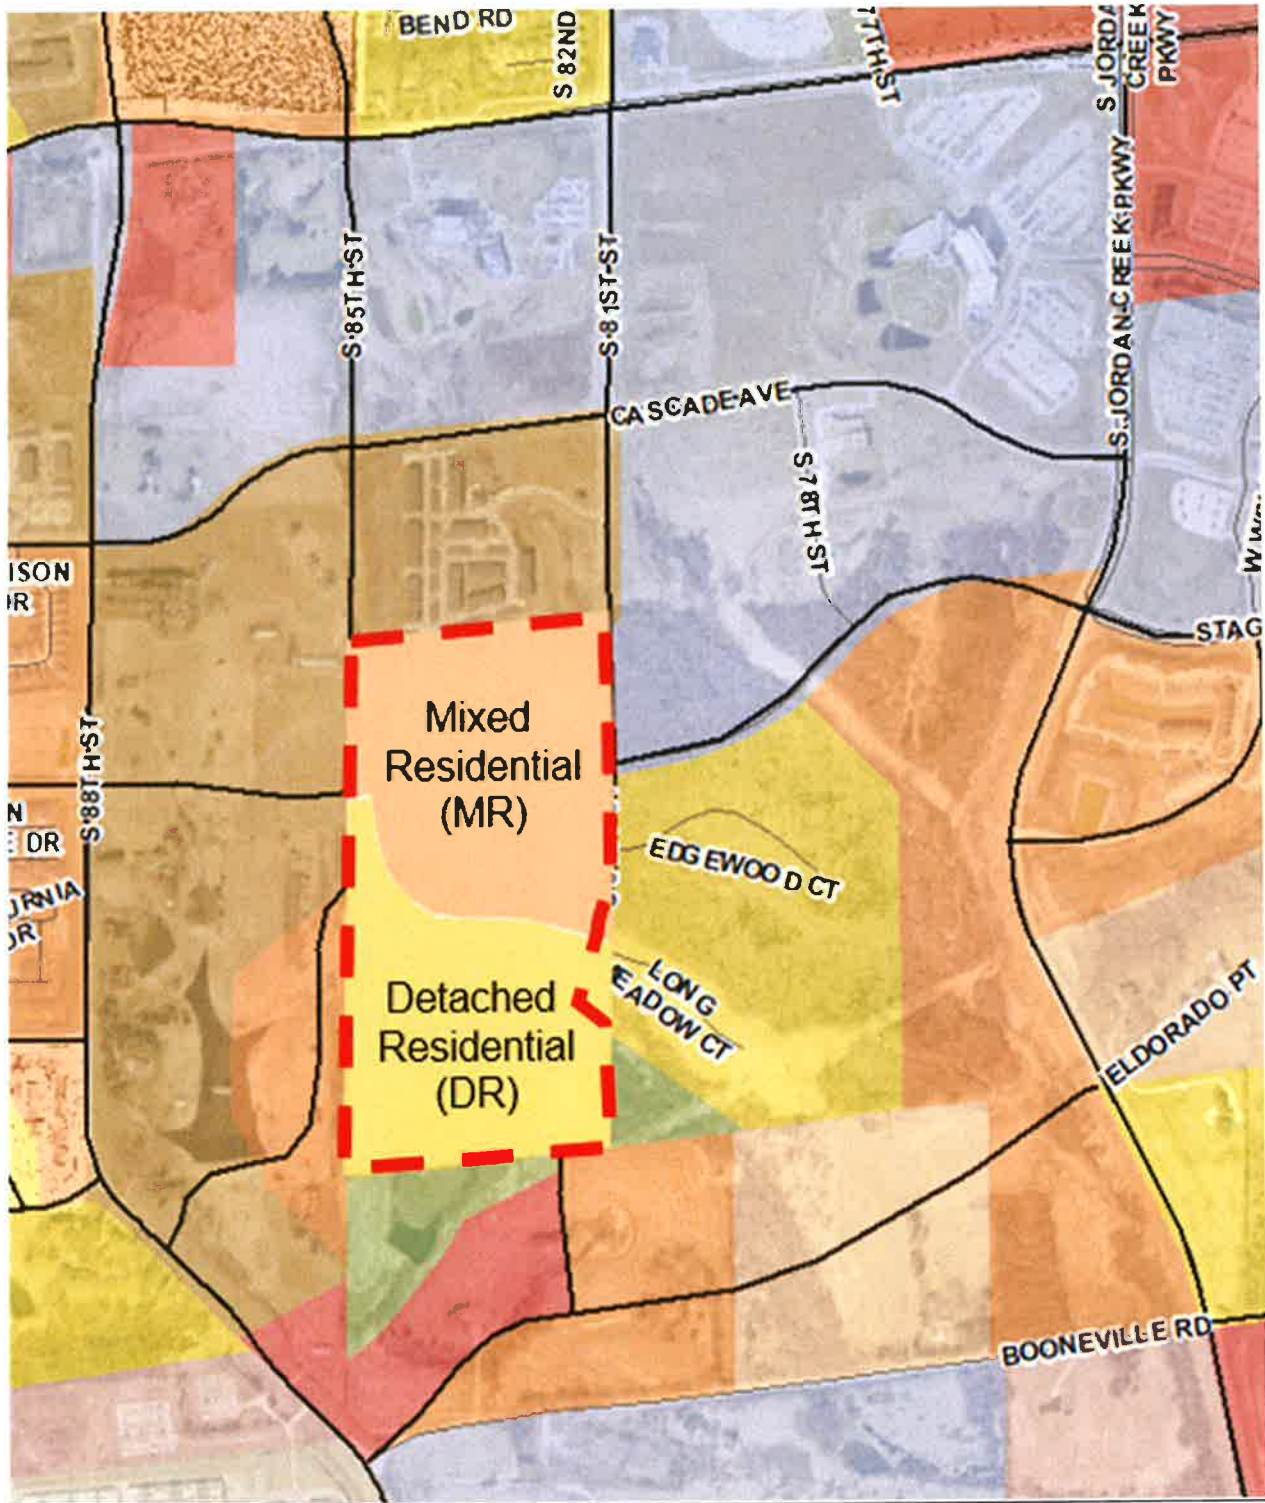 BEND RD
S 82ND
77TH ST
S JORDA
CREEK
PKWY
S 85TH ST
S 81ST ST
S JORDAN CREEK PKWY
CASCADE AVE
S 78TH ST
ISON
STAG
Mixed
Residential
(MR)
S 88TH ST
N
E DR
URNIA
DR
EDGEWOOD CT
LONG
MEADOW CT
Detached
Residential
(DR)
ELDORADO PT
BOONEVILLE RD